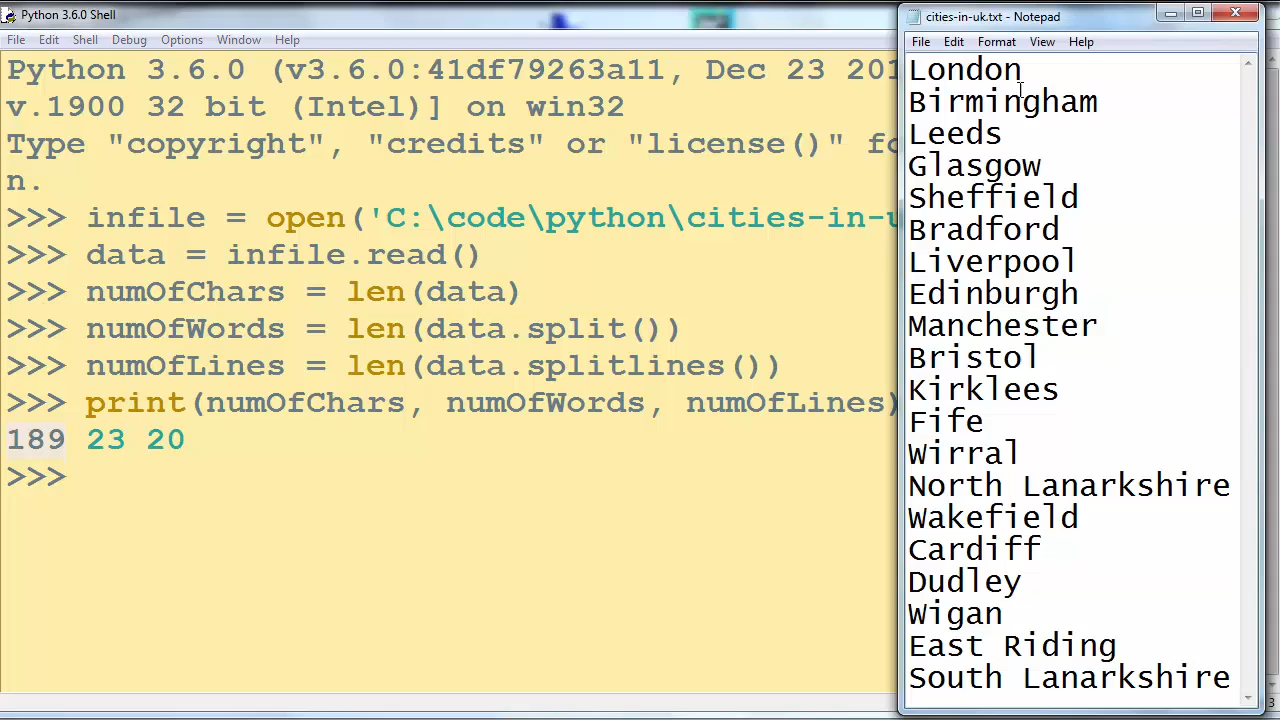 Python 3.6.0 Shell
File Edit Shell Debug Options Window Help
Python 3.6.0 (v3.6.0:41df79263a11, Dec 23 201
v.1900 32 bit (Intel)] on win32
Type "copyright", "credits" or "license()" fo
n.
>>> infile = open('C:\code\python\cities-in-u
>>> data = infile.read()
>>> numOfChars = len(data)
>>> numOfWords = len(data.split())
>>> numOfLines = len(data.splitlines())
>>> print(numOfChars, numOfWords, numOfLines)
189 23 20
>>>
cities-in-uk.txt - Notepad
File Edit Format View Help
London
Birmingham
Leeds
Glasgow
Sheffield
Bradford
Liverpool
Edinburgh
Manchester
Bristol
Kirklees
Fife
Wirral
North Lanarkshire
Wakefield
Cardiff
Dudley
Wigan
East Riding
South Lanarkshire
3